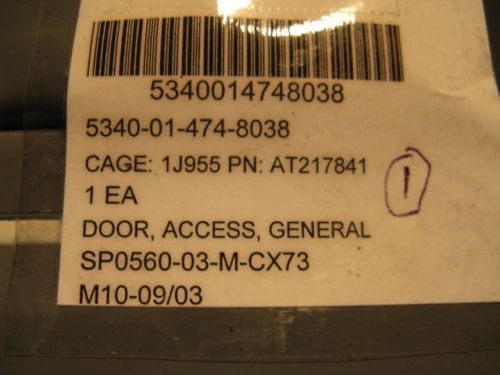 5340014748038
5340-01-474-8038
CAGE: 1J955 PN: AT217841
1 EA
1
DOOR, ACCESS, GENERAL
SP0560-03-M-CX73
M10-09/03